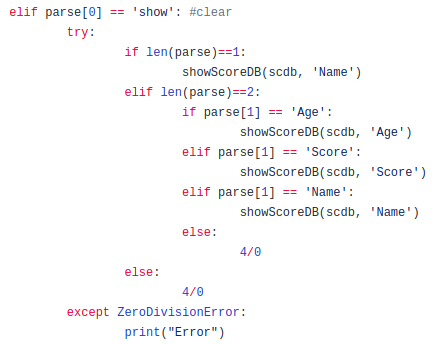 elif parse[0] == 'show': #clear
        try:
                if len(parse)==1:
                        showScoreDB(scdb, 'Name')
                elif len(parse)==2:
                        if parse[1] == 'Age':
                                showScoreDB(scdb, 'Age')
                        elif parse[1] == 'Score':
                                showScoreDB(scdb, 'Score')
                        elif parse[1] == 'Name':
                                showScoreDB(scdb, 'Name')
                        else:
                                4/0
                else:
                        4/0
        except ZeroDivisionError:
                print("Error")